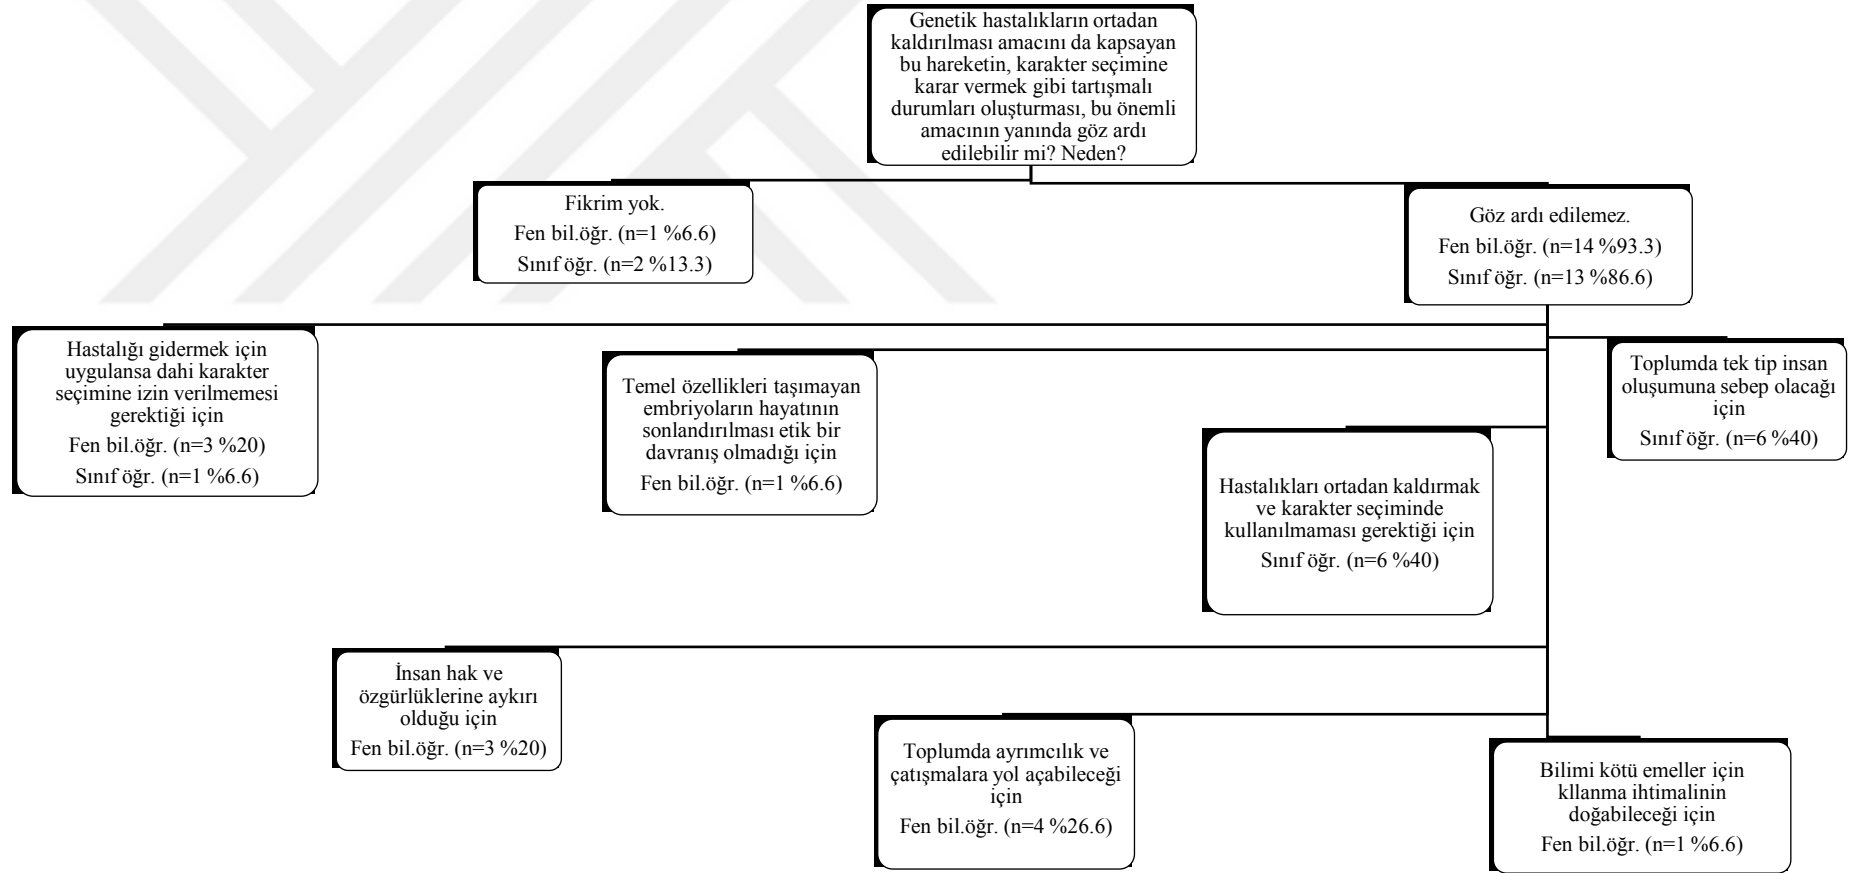 Genetik hastalıkların ortadan
kaldırılması amacını da kapsayan
bu hareketin, karakter seçimine
karar vermek gibi tartışmalı
durumları oluşturması, bu önemli
amacının yanında göz ardı
edilebilir mi? Neden?
Fikrim yok.
Fen bil.öğr. (n=1 %6.6)
Sınıf öğr. (n=2 %13.3)
Göz ardı edilemez.
Fen bil.öğr. (n=14 %93.3)
Sınıf öğr. (n=13 %86.6)
Hastalığı gidermek için
uygulansa dahi karakter
seçimine izin verilmemesi
gerektiği için
Fen bil.öğr. (n=3 %20)
Sınıf öğr. (n=1 %6.6)
Temel özellikleri taşımayan
embriyoların hayatının
sonlandırılması etik bir
davranış olmadığı için
Fen bil.öğr. (n=1 %6.6)
Toplumda tek tip insan
oluşumuna sebep olacağı
için
Sınıf öğr. (n=6 %40)
Hastalıkları ortadan kaldırmak
ve karakter seçiminde
kullanılmaması gerektiği için
Sınıf öğr. (n=6 %40)
İnsan hak ve
özgürlüklerine aykırı
olduğu için
Fen bil.öğr. (n=3 %20)
Toplumda ayrımcılık ve
çatışmalara yol açabileceği
için
Fen bil.öğr. (n=4 %26.6)
Bilimi kötü emeller için
kllanma ihtimalinin
doğabileceği için
Fen bil.öğr. (n=1 %6.6)